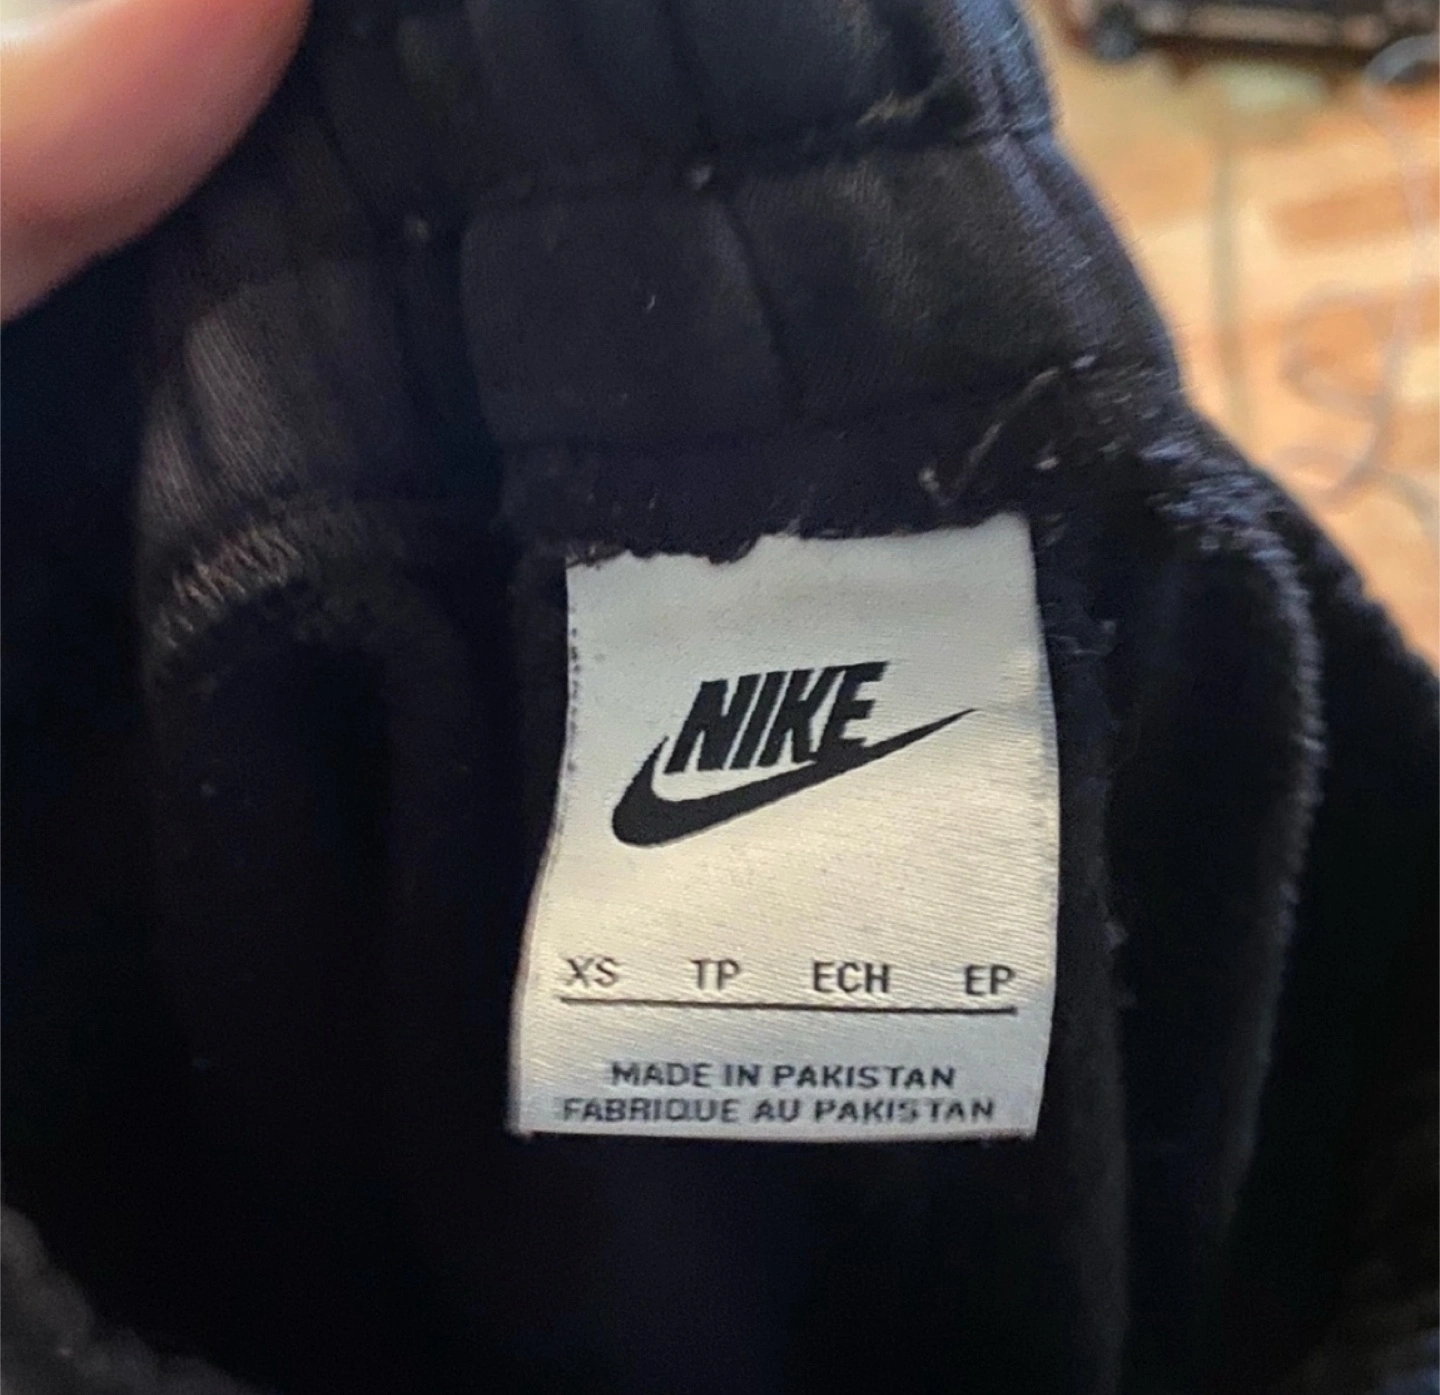 NIKE
XS TP ECH EP
MADE IN PAKISTAN
FABRIQUE AU PAKISTAN